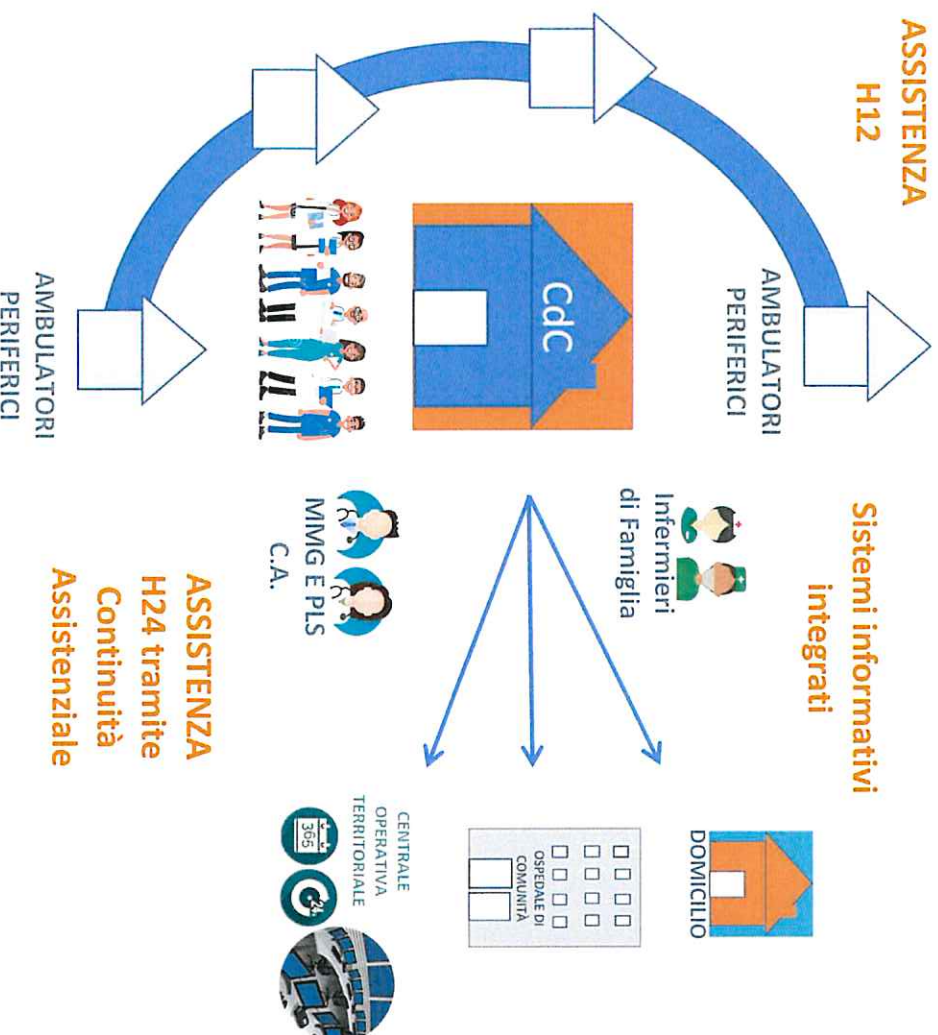 ASSISTENZA
H12
Sistemi informativi
integrati
AMBULATORI
PERIFERICI
DOMICILIO
Infermieri
di Famiglia
CdC
OSPEDALE DI
COMUNITÀ
CENTRALE
OPERATIVA
TERRITORIALE
365
24
MMG E PLS
C.A.
ASSISTENZA
H24 tramite
Continuità
Assistenziale
AMBULATORI
PERIFERICI